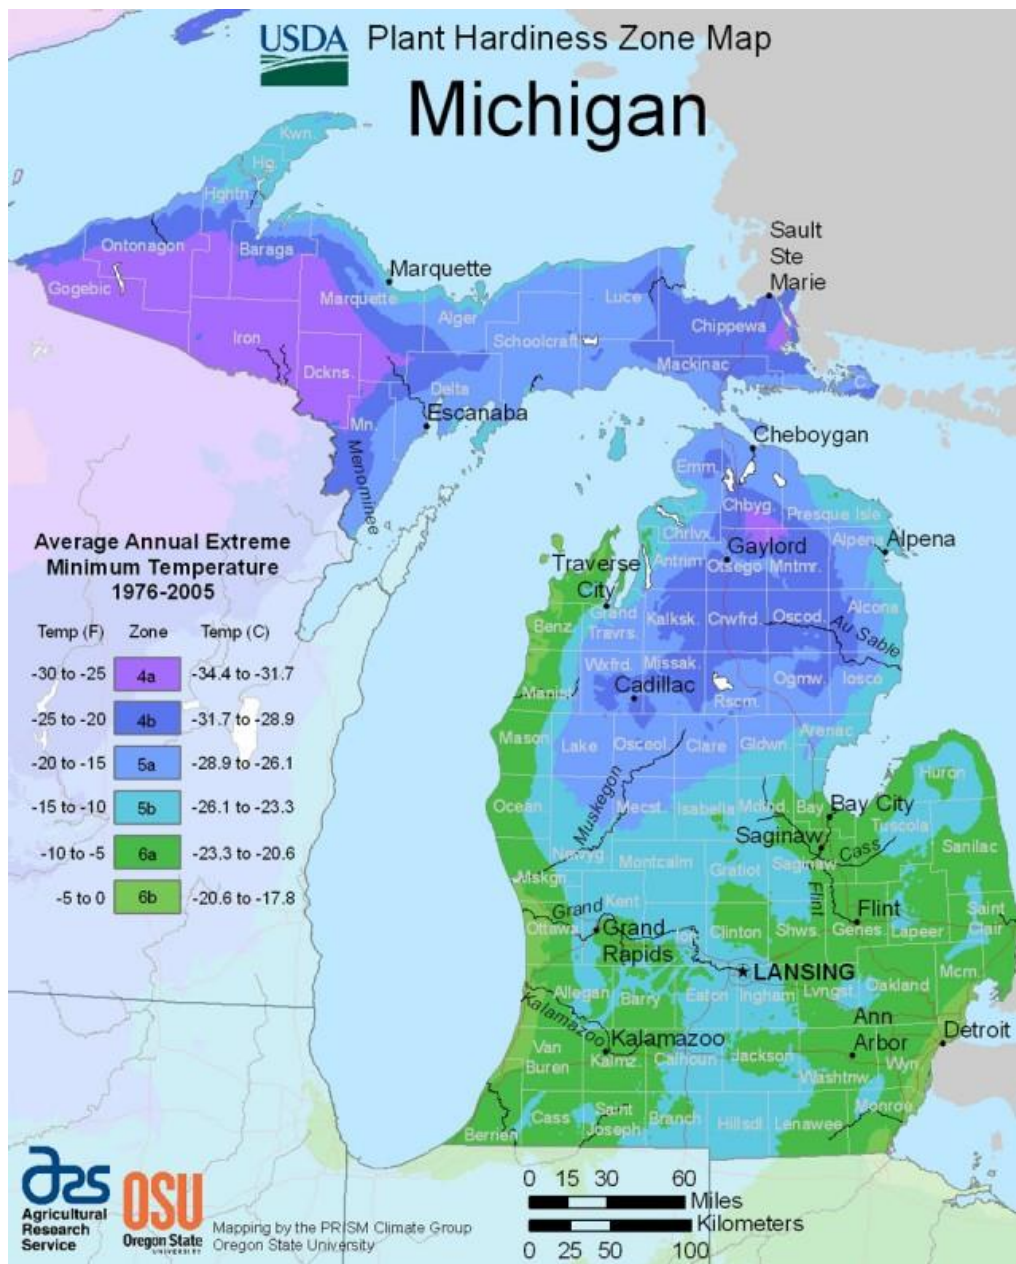 USDA
Plant Hardiness Zone Map
Michigan
Kwn.
Hg.
Hghtn.
Ontonagon
Baraga
Gogebic
Marquette
Marquette
Alger
Luce
Sault
Ste
Marie
Chippewa
Iron
Schoolcraft
Dckns.
Mackinac
Delta
C.
Mn.
Escanaba
Menominee
Cheboygan
Emm.
Chbyg.
Presque Isle
Chrlvx.
Alpena
Alpena
Antrim
Gaylord
Otsego
Mntmr.
Traverse
City
Benz.
Grand
Travrs.
Kalksk.
Crwfrd.
Oscod.
Alcona
Au Sable
Manist
Wxfrd.
Missak.
Cadillac
Rscm.
Ogmw.
Iosco
Mason
Lake
Osceol.
Clare
Gldwn.
Arenac
Huron
Ocean
Muskegon
Mecst.
Isabella
Mdlnd.
Bay
Bay City
Saginaw
Tuscola
Cass
Sanilac
Newyg
Montcalm
Gratiot
Saginaw
Mskgn
Flint
Kent
Grand
Ottawa
Grand
Rapids
Ion.
Clinton
Shws.
Flint
Genes.
Lapeer
Saint
Clair
LANSING
Mcm.
Allegan
Barry
Eaton
Ingham
Lvngst
Oakland
Kalamazoo
Ann
Arbor
Detroit
Van
Buren
Kalamazoo
Kalmz.
Calhoun
Jackson
Washtnw.
Wyn.
Berrien
Cass
Saint
Joseph
Branch
Hillsdl
Lenawee
Monroe
Average Annual Extreme
Minimum Temperature
1976-2005
Temp (F) Zone Temp (C)
-30 to -25 4a -34.4 to -31.7
-25 to -20 4b -31.7 to -28.9
-20 to -15 5a -28.9 to -26.1
-15 to -10 5b -26.1 to -23.3
-10 to -5 6a -23.3 to -20.6
-5 to 0 6b -20.6 to -17.8
ars
Agricultural
Research
Service
OSU
Oregon State
UNIVERSITY
Mapping by the PRISM Climate Group
Oregon State University
0 15 30 60
Miles
Kilometers
0 25 50 100